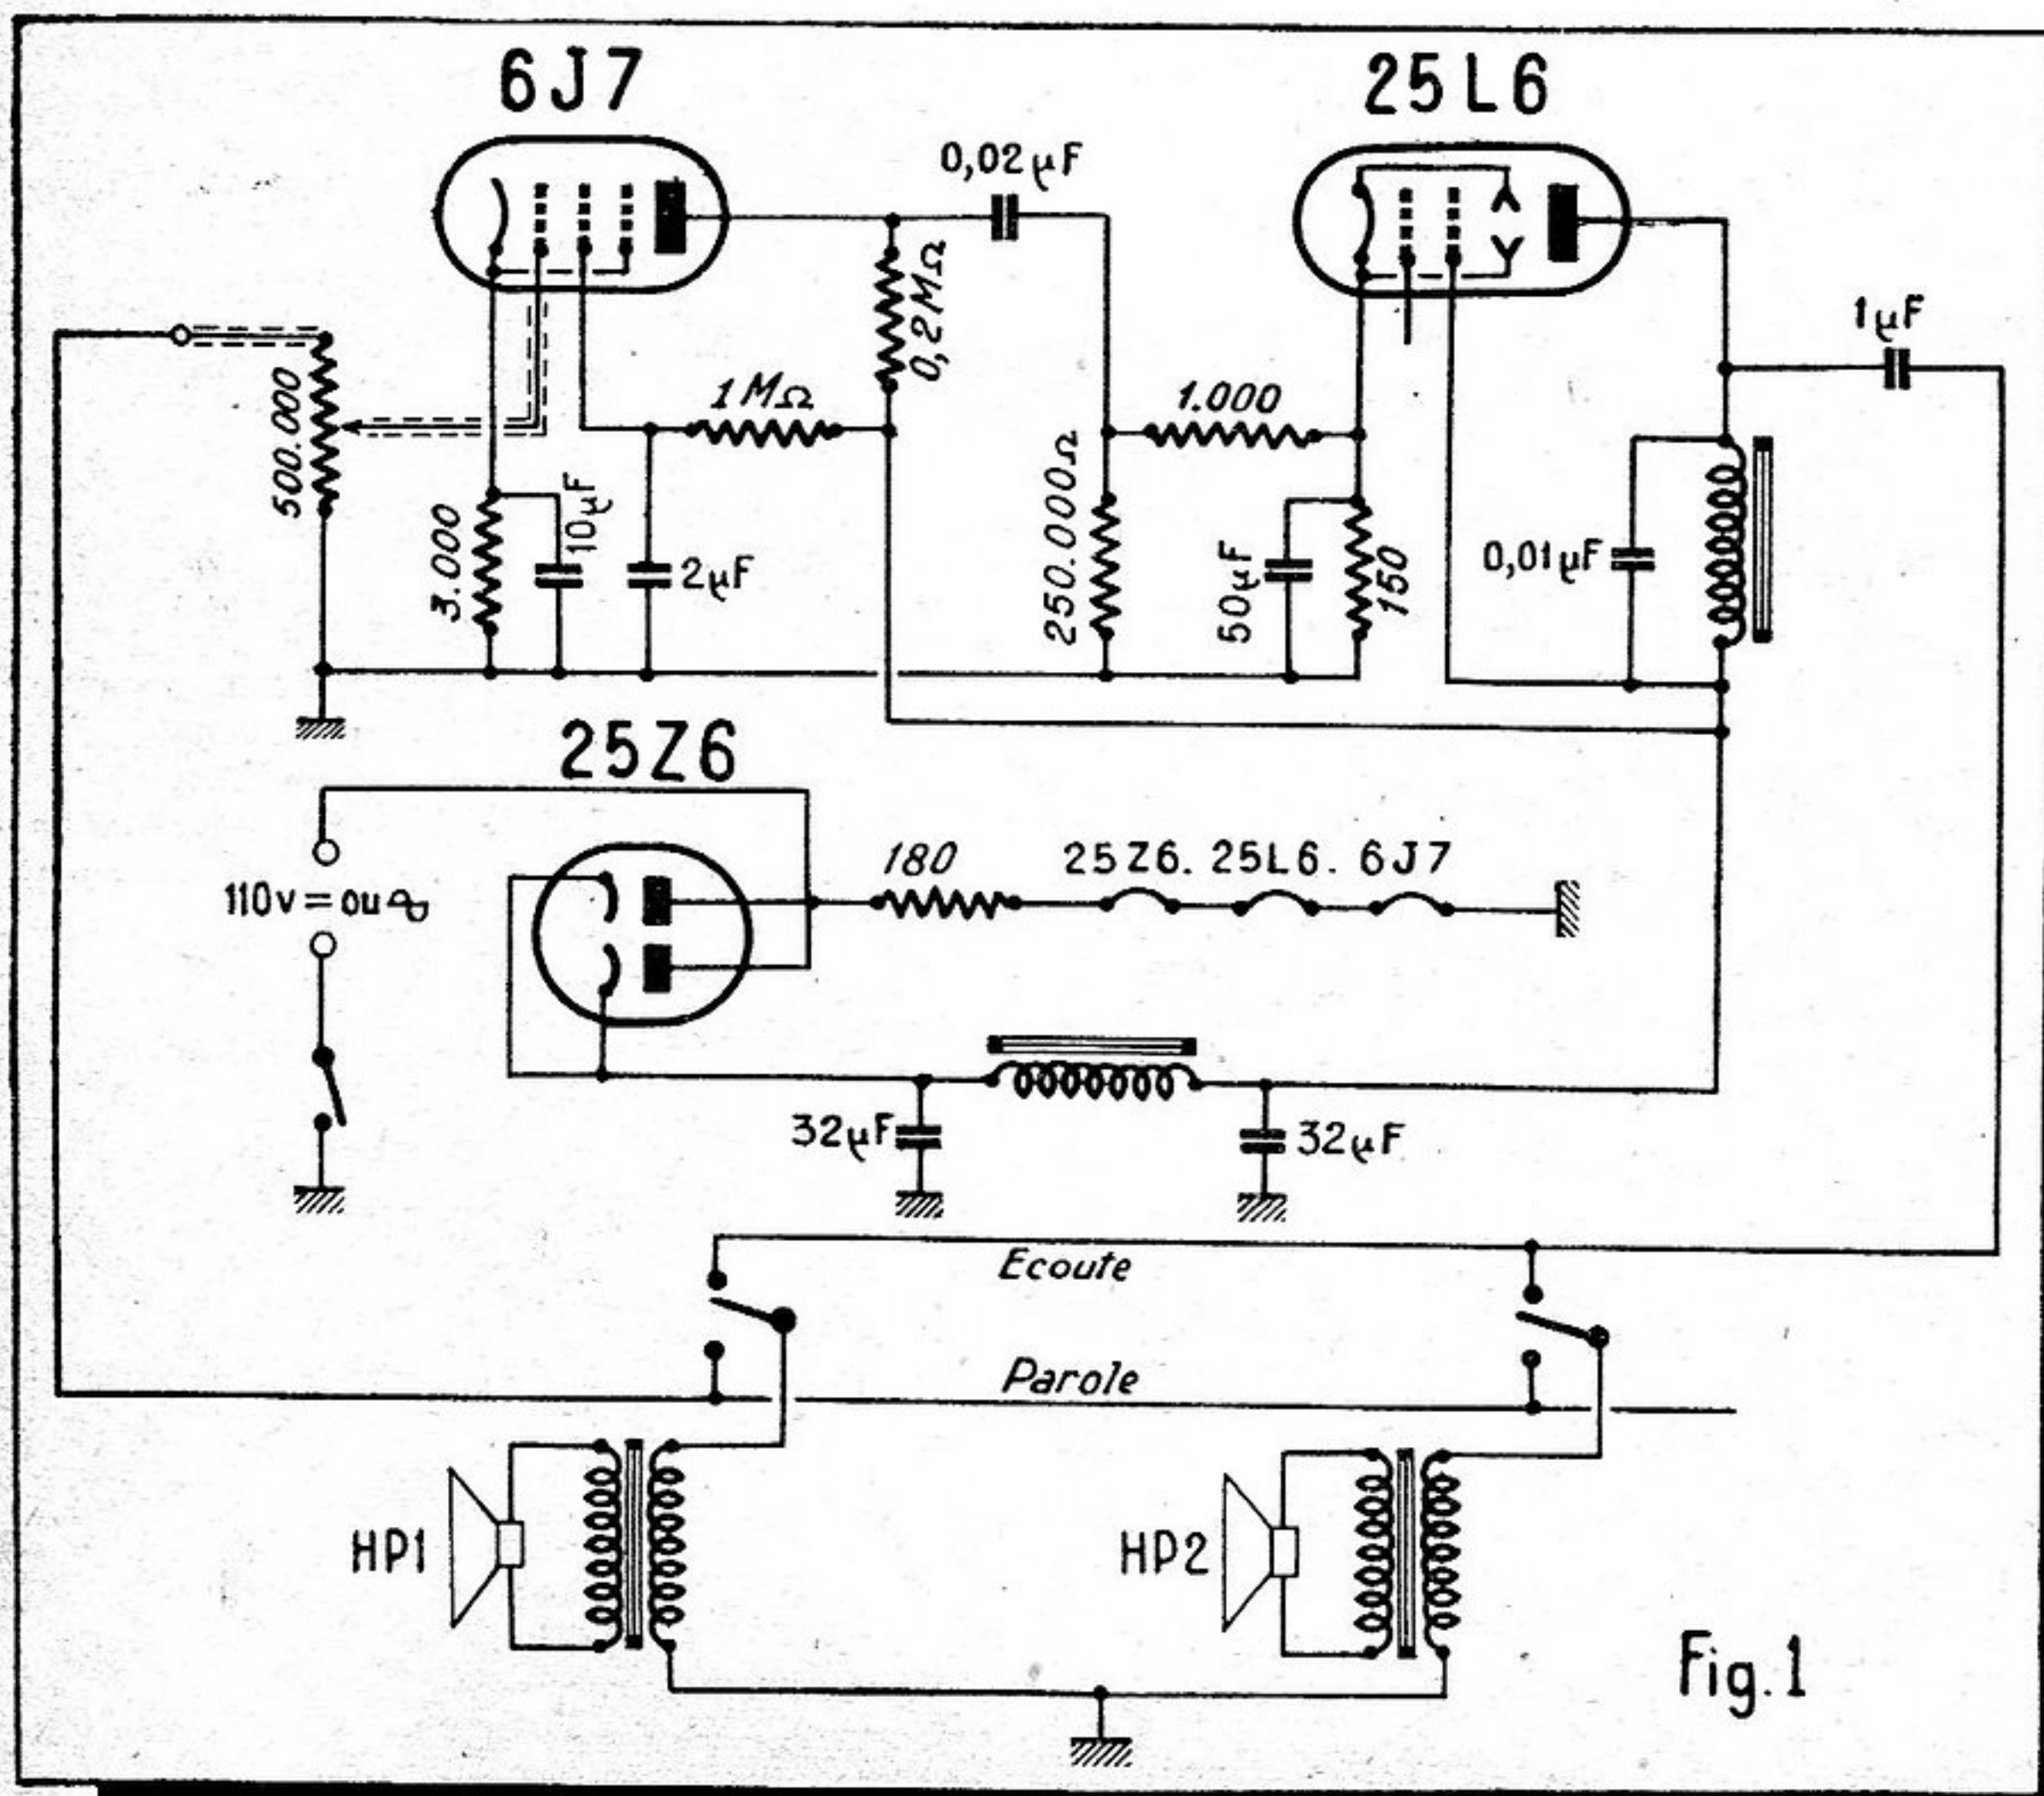 6J7
25L6
0,02µF
0,2MΩ
1µF
500.000
1MΩ
1.000
3.000
10µF
2µF
250.000Ω
50µF
150
0,01µF
25Z6
110v=ou∿
180
25Z6. 25L6. 6J7
32µF
32µF
Ecoute
Parole
HP1
HP2
Fig.1